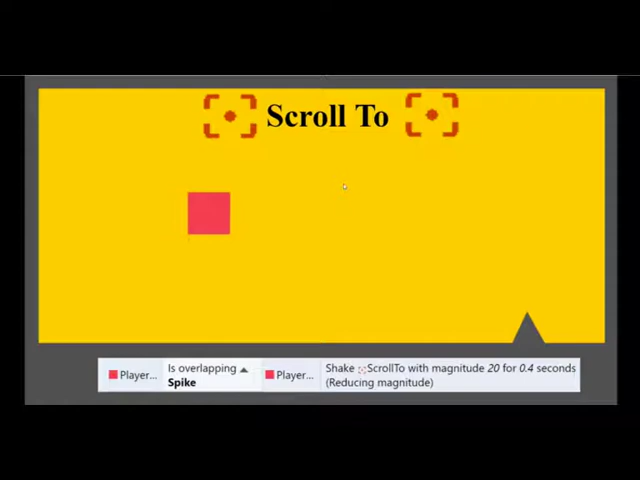 Scroll To
Player... Is overlapping Spike Player... Shake ScrollTo with magnitude 20 for 0.4 seconds
(Reducing magnitude)